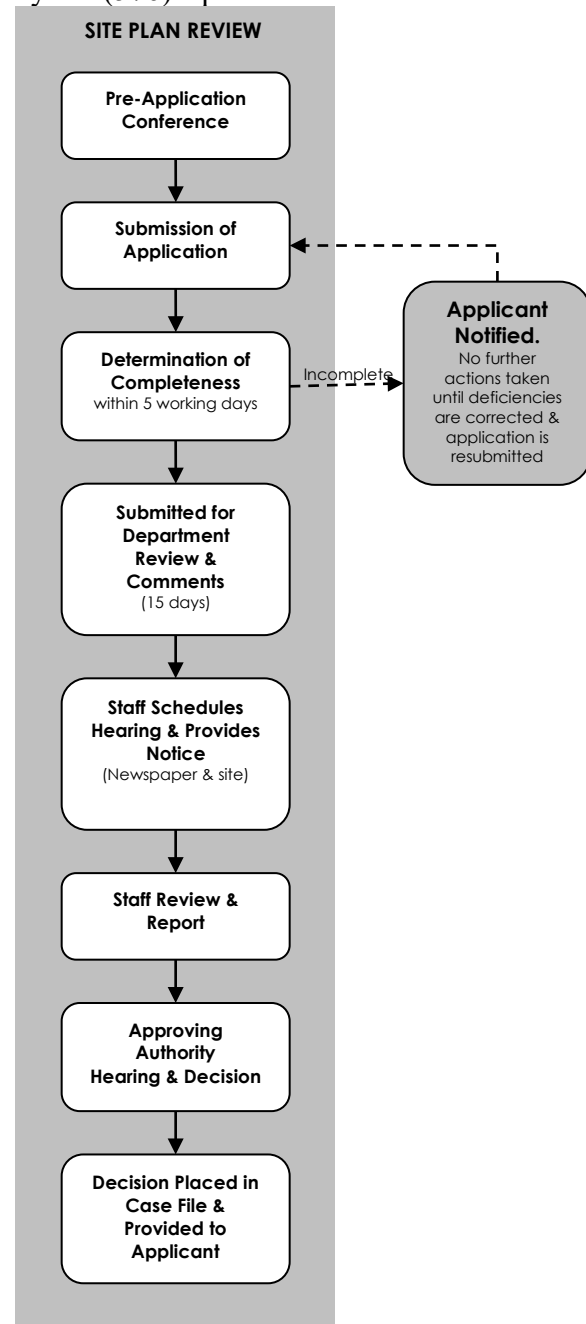 SITE PLAN REVIEW
Pre-Application
Conference
Submission of
Application
Determination of
Completeness
within 5 working days
Incomplete
Applicant
Notified.
No further
actions taken
until deficiencies
are corrected &
application is
resubmitted
Submitted for
Department
Review &
Comments
(15 days)
Staff Schedules
Hearing & Provides
Notice
(Newspaper & site)
Staff Review &
Report
Approving
Authority
Hearing & Decision
Decision Placed in
Case File &
Provided to
Applicant